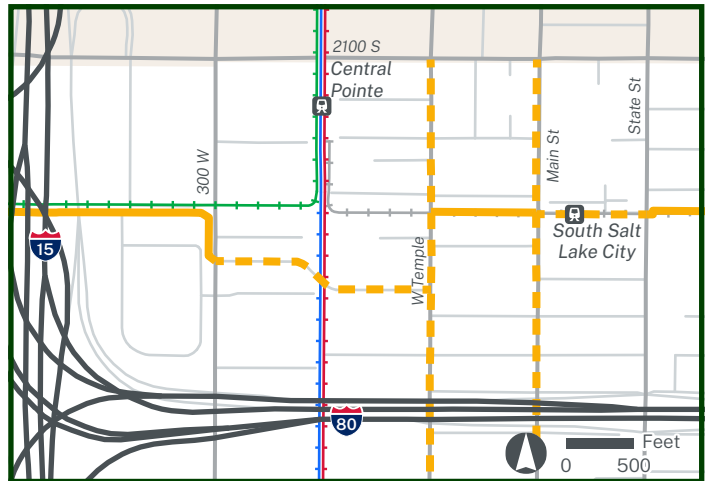 2100 S
Central
Pointe
State St
Main St
300 W
South Salt
Lake City
15
W Temple
80
Feet
0 500